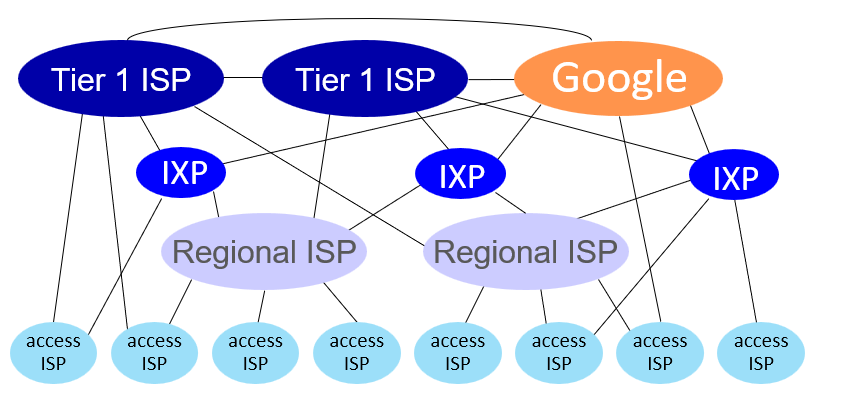 Tier 1 ISP
Tier 1 ISP
Google
IXP
IXP
IXP
Regional ISP
Regional ISP
access
ISP
access
ISP
access
ISP
access
ISP
access
ISP
access
ISP
access
ISP
access
ISP